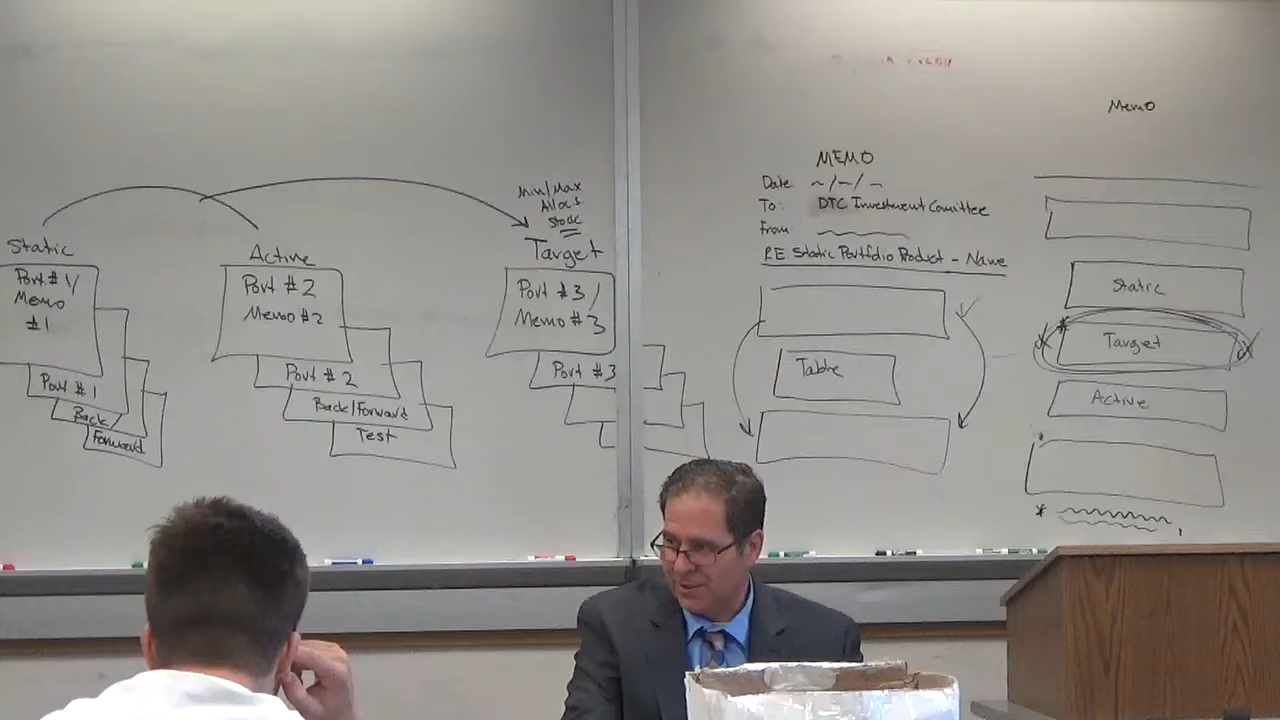 Static
Port # 1/
Memo
#1
Port # 1
Back/
Forward
Active
Port # 2
Memo #2
Port # 2
Back/Forward
Test
Min/Max
Allocs
Stock
Target
Port #3/
Memo #3
Port #3
MEMO
Date ~/~/~
To: DTC Investment Committee
From:
RE Static Portfolio Product - Name
Table
Memo
Static
* Target
Active
*